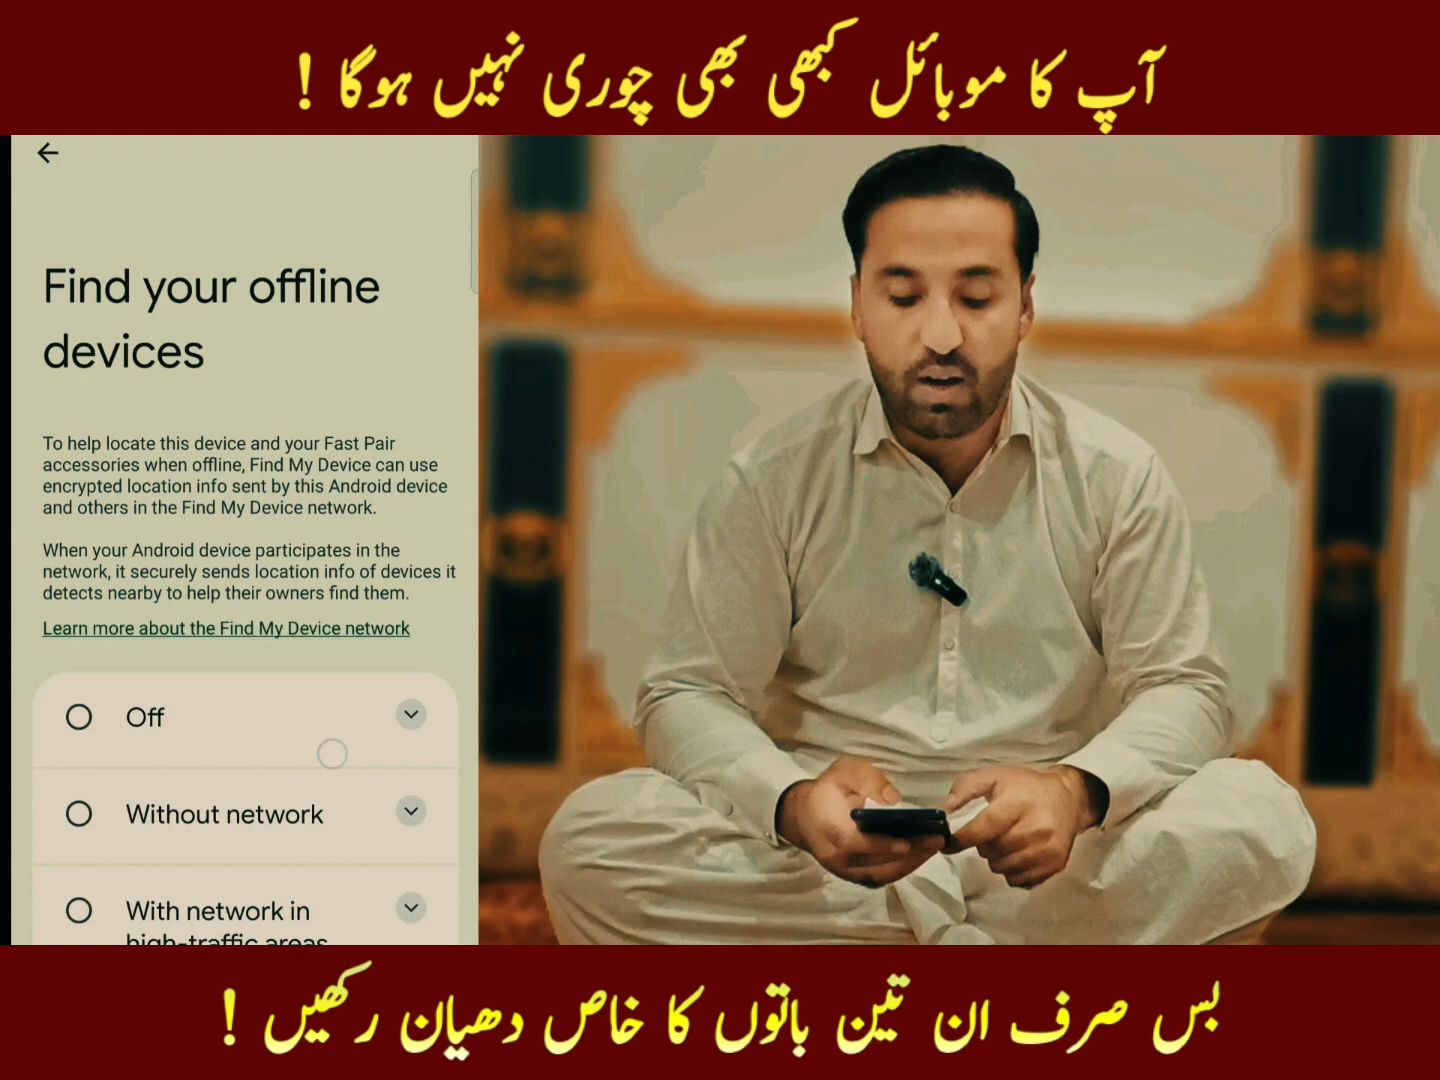 آپ کا موبائل کبھی بھی چوری نہیں ہوگا !
Find your offline
devices
To help locate this device and your Fast Pair
accessories when offline, Find My Device can use
encrypted location info sent by this Android device
and others in the Find My Device network.
When your Android device participates in the
network, it securely sends location info of devices it
detects nearby to help their owners find them.
Learn more about the Find My Device network
Off
Without network
With network in
high-traffic areas
بس صرف ان تین باتوں کا خاص دھیان رکھیں !